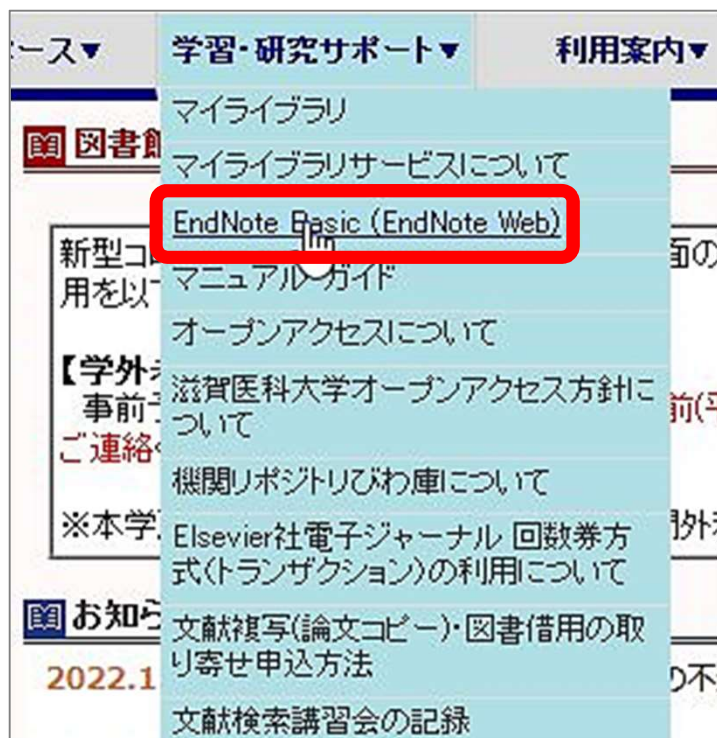 ース▼ 学習・研究サポート▼ 利用案内▼
マイライブラリ
図書館
マイライブラリサービスについて
EndNote Basic (EndNote Web)
新型コ 面の
マニュアル・ガイド
用を以下
オープンアクセスについて
【学外
滋賀医科大学オープンアクセス方針に
ついて
事前 前(平
ご連絡
機関リポジトリびわ庫について
※本学
Elsevier社電子ジャーナル 回数券方
式(トランザクション)の利用について
お知ら
文献複写(論文コピー)・図書借用の取
り寄せ申込方法
2022.1 の不
文献検索講習会の記録